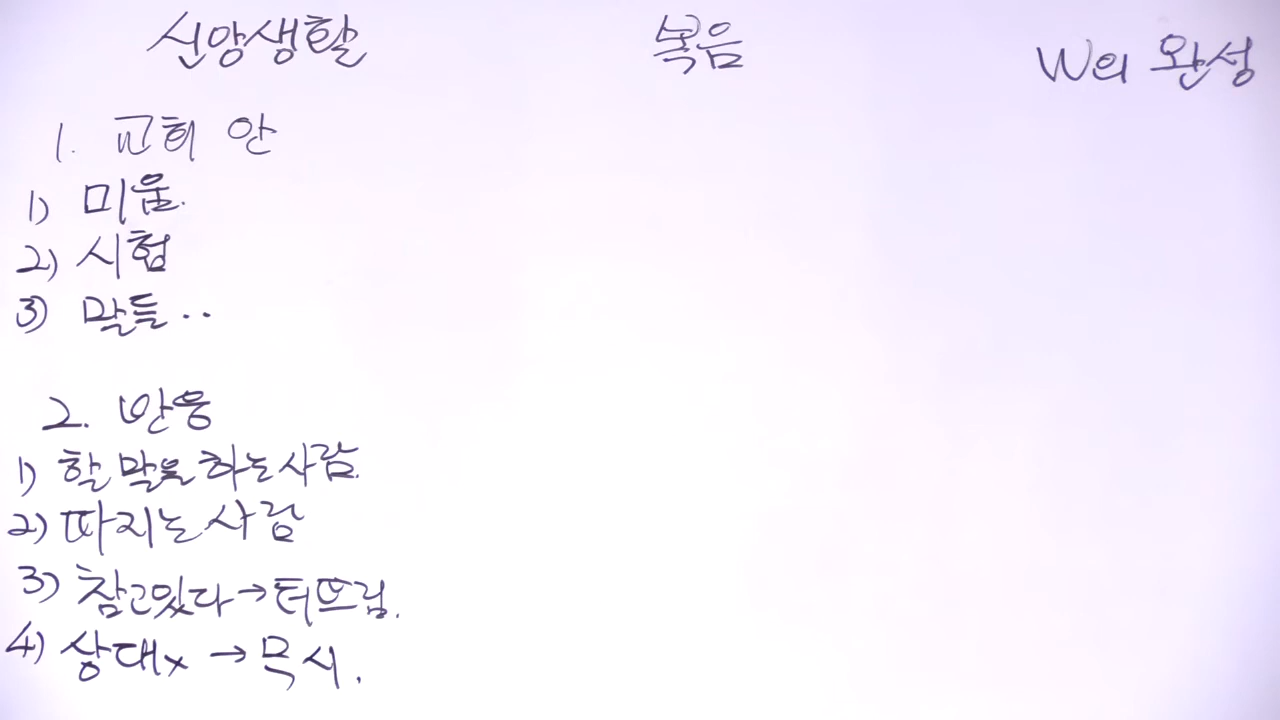 신앙생활
복음
W의 완성
1. 교회 안
1) 미움.
2) 시험
3) 말들..
2. 반응
1) 할 말을 하는 사람.
2) 따지는 사람
3) 참고있다→터뜨림.
4) 상대x → 무시.